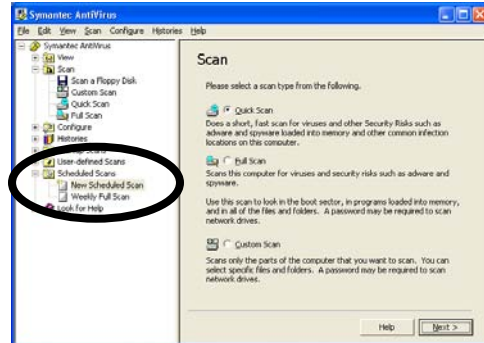 Symantec AntiVirus
File Edit View Scan Configure Histories Help
Symantec AntiVirus
View
Scan
Scan a Floppy Disk
Custom Scan
Quick Scan
Full Scan
Configure
Histories
Scans
User-defined Scans
Scheduled Scans
New Scheduled Scan
Weekly Full Scan
Look for Help
Scan
Please select a scan type from the following.
Quick Scan
Does a short, fast scan for viruses and other Security Risks such as
adware and spyware loaded into memory and other common infection
locations on this computer.
Full Scan
Scans this computer for viruses and security risks such as adware and
spyware.
Use this scan to look in the boot sector, in programs loaded into memory,
and in all of the files and folders. A password may be required to scan
network drives.
Custom Scan
Scans only the parts of the computer that you want to scan. You can
select specific files and folders. A password may be required to scan
network drives.
Help
Next >